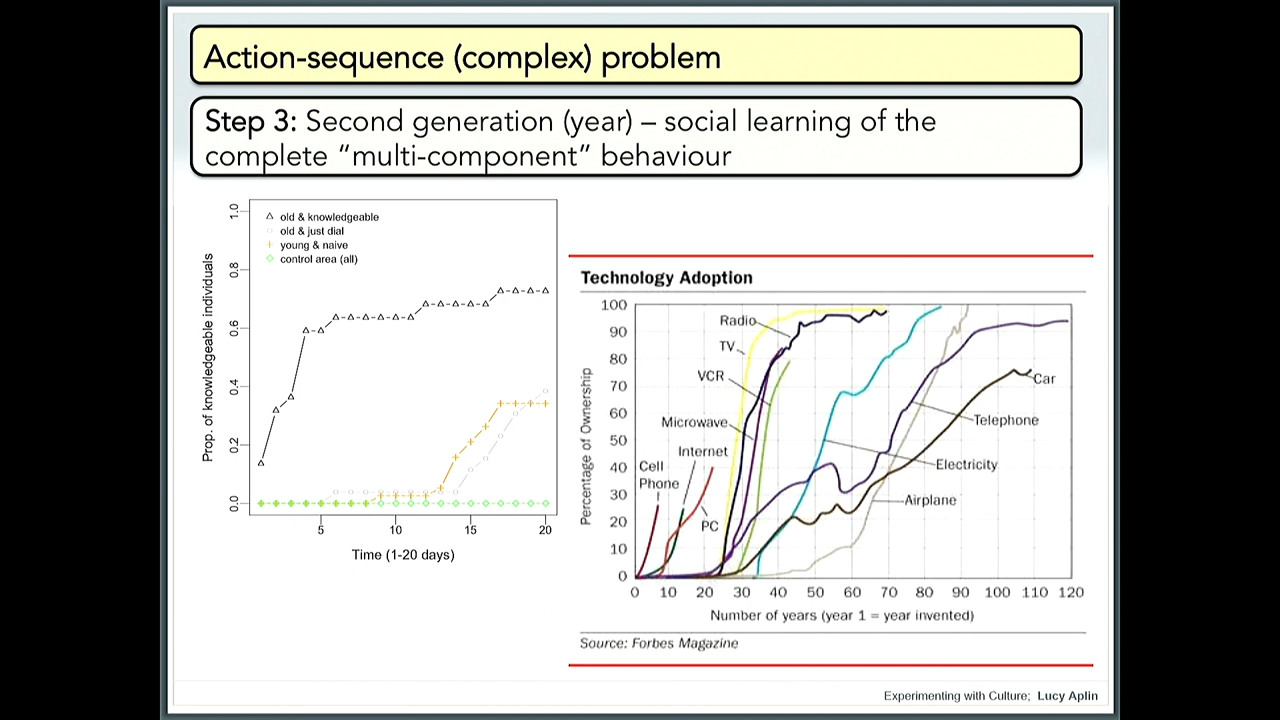 Action-sequence (complex) problem
Step 3: Second generation (year) – social learning of the
complete “multi-component” behaviour
1.0
0.8
0.6
0.4
0.2
0.0
Prop. of knowledgeable individuals
old & knowledgeable
old & just dial
young & naive
control area (all)
5
10
15
20
Time (1-20 days)
Technology Adoption
100
90
80
70
60
50
40
30
20
10
0
Percentage of Ownership
Radio
TV
VCR
Microwave
Internet
Cell
Phone
PC
Car
Telephone
Electricity
Airplane
0 10 20 30 40 50 60 70 80 90 100 110 120
Number of years (year 1 = year invented)
Source: Forbes Magazine
Experimenting with Culture; Lucy Aplin